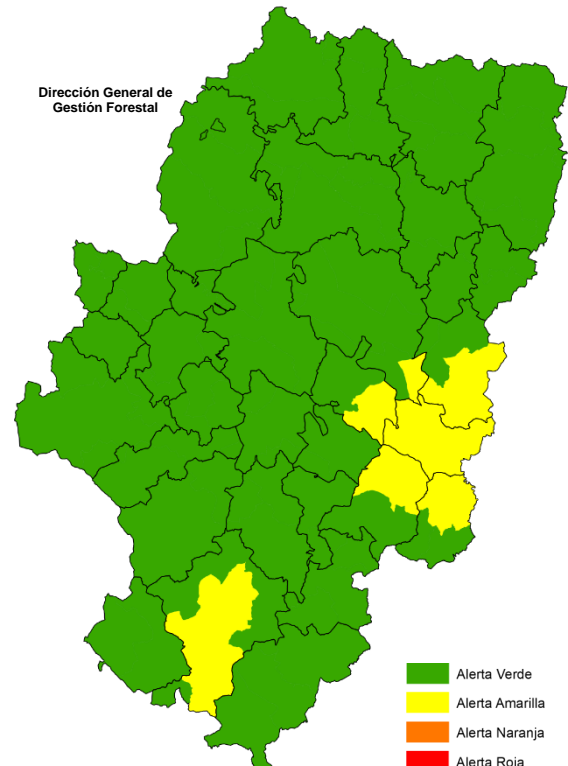 Dirección General de
Gestión Forestal
Alerta Verde
Alerta Amarilla
Alerta Naranja
Alerta Roja